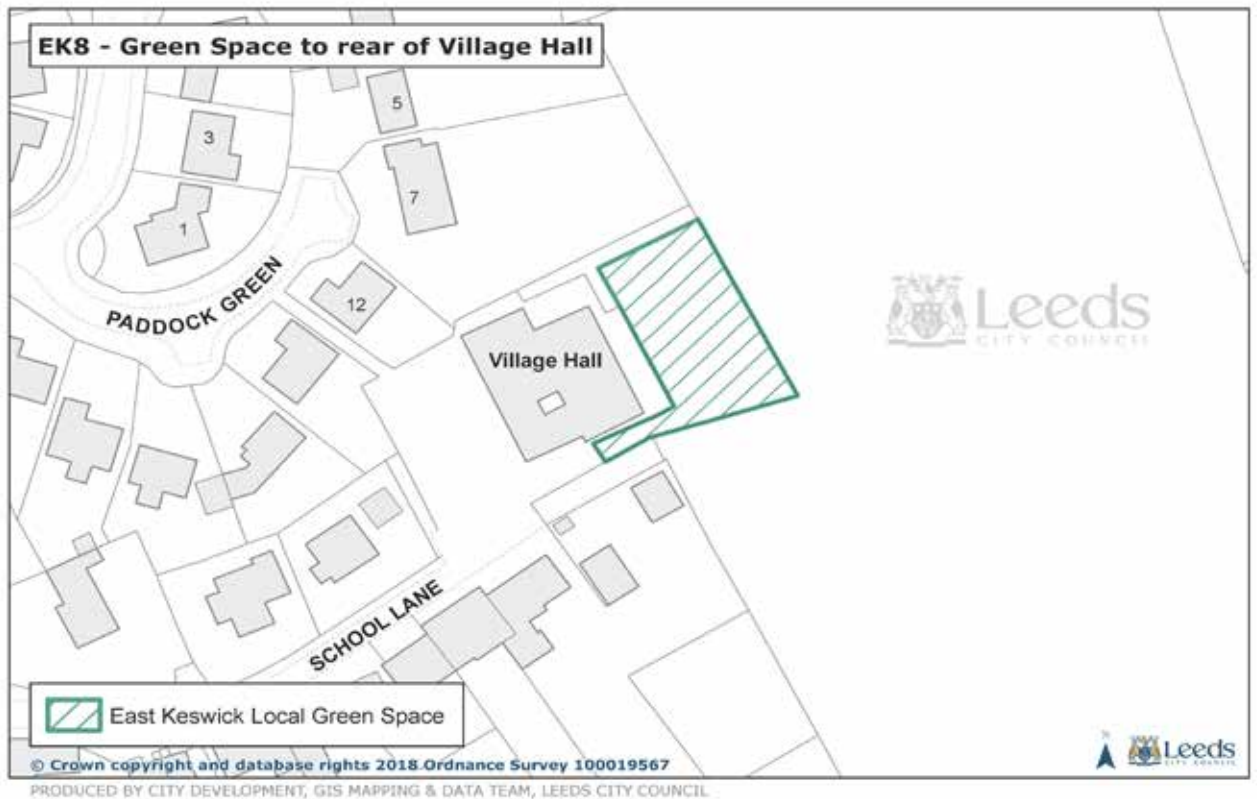 EK8 - Green Space to rear of Village Hall
5
3
7
1
12
PADDOCK GREEN
Village Hall
Leeds
CITY COUNCIL
SCHOOL LANE
East Keswick Local Green Space
© Crown copyright and database rights 2018 Ordnance Survey 100019567
Leeds
CITY COUNCIL
PRODUCED BY CITY DEVELOPMENT, GIS MAPPING & DATA TEAM, LEEDS CITY COUNCIL